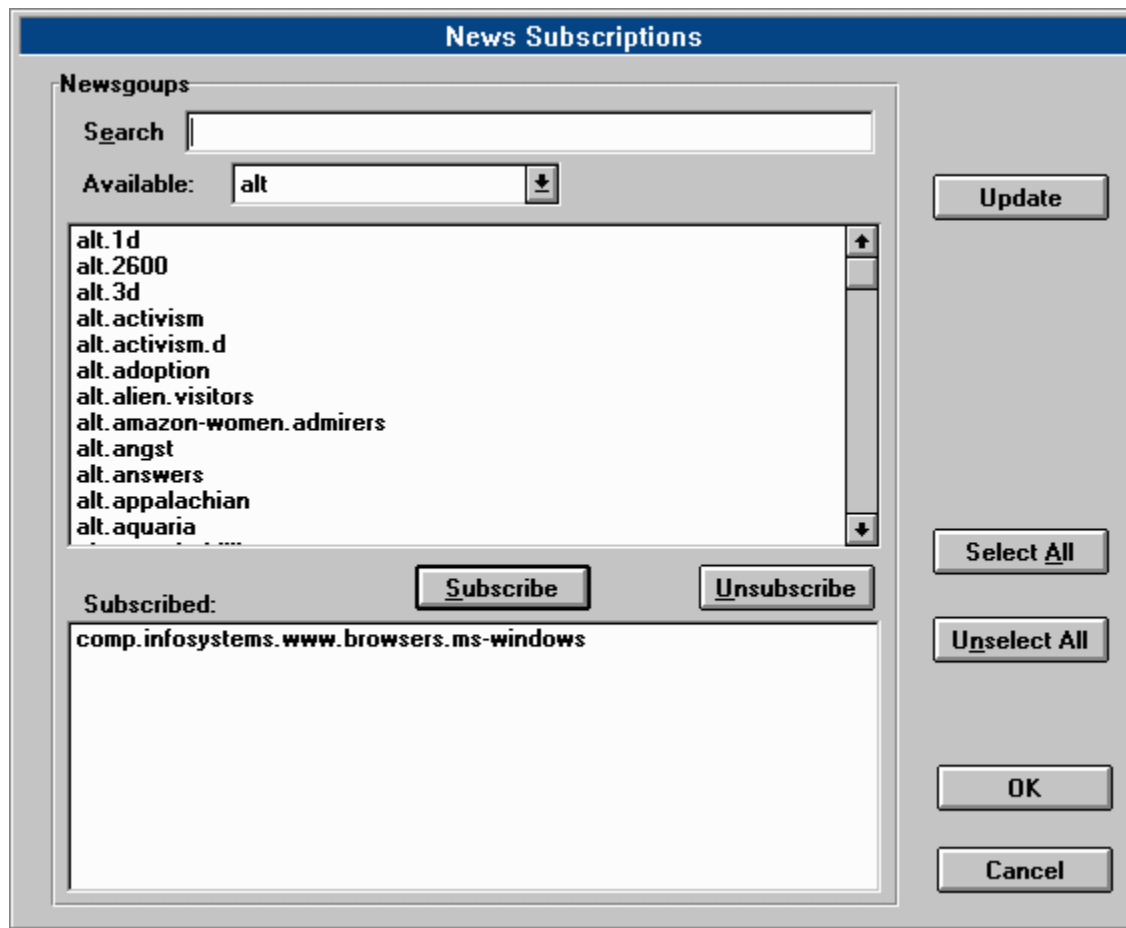 News Subscriptions
Newsgoups
Search
Available: alt
Update
alt.1d
alt.2600
alt.3d
alt.activism
alt.activism.d
alt.adoption
alt.alien.visitors
alt.amazon-women.admirers
alt.angst
alt.answers
alt.appalachian
alt.aquaria
Select All
Subscribe
Unsubscribe
Subscribed:
comp.infosystems.www.browsers.ms-windows
Unselect All
OK
Cancel